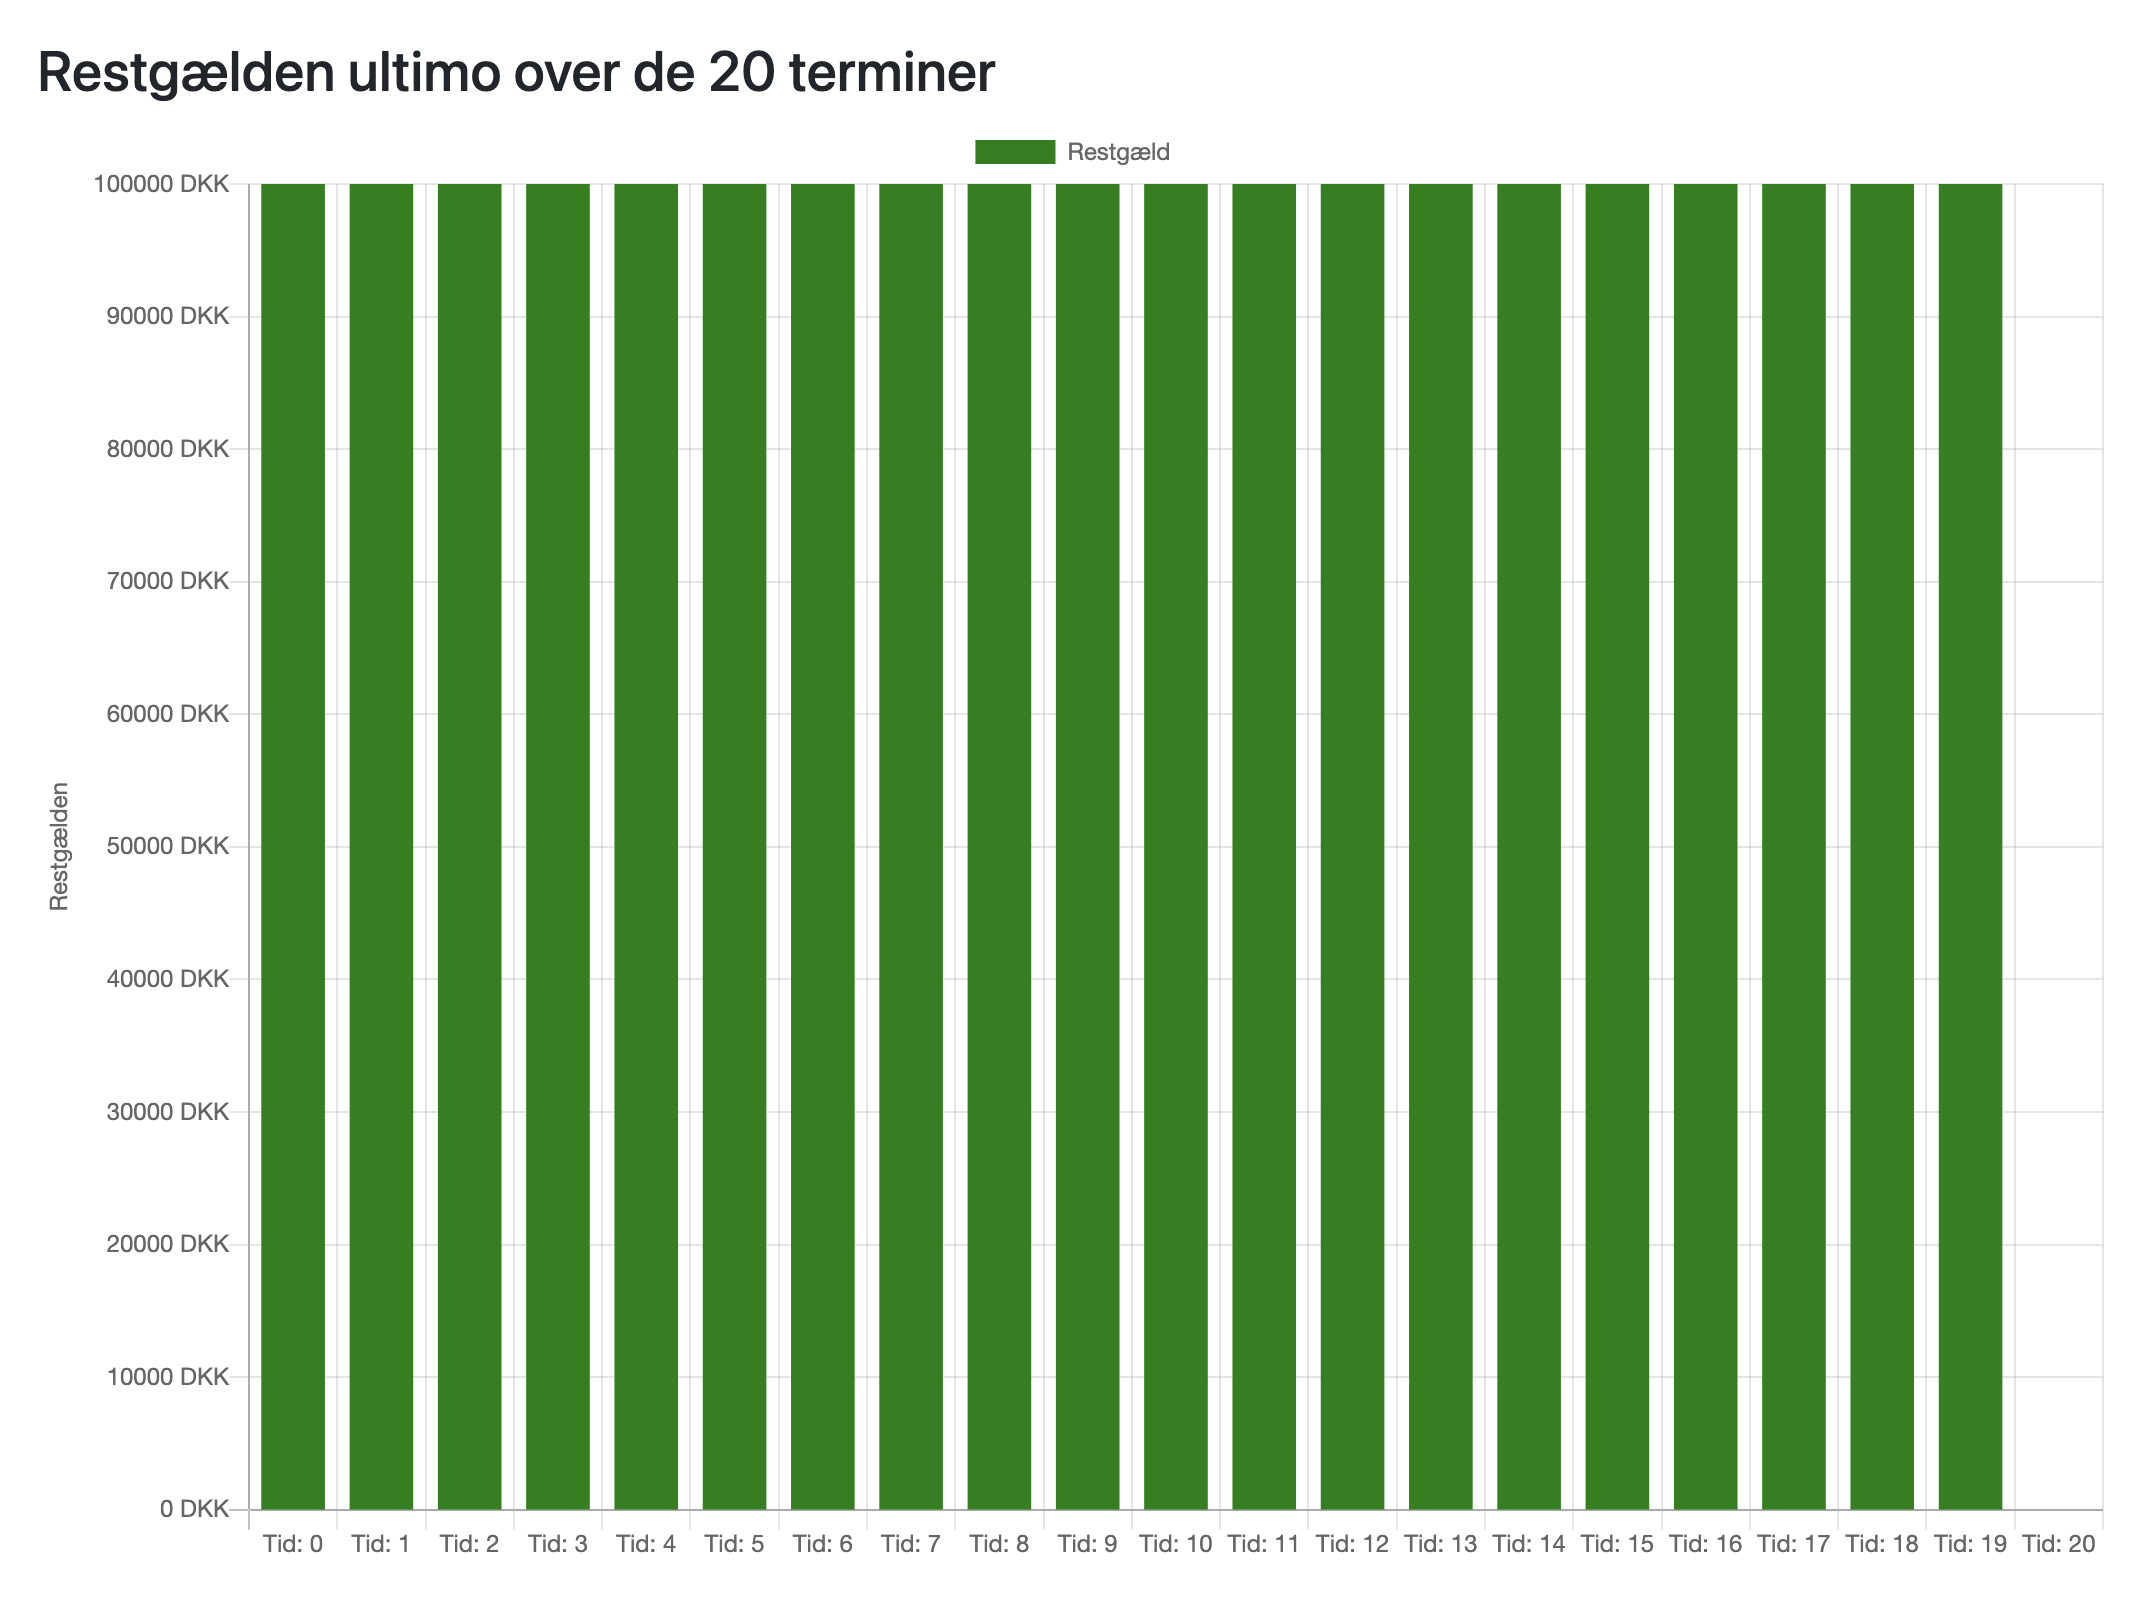 Restgælden ultimo over de 20 terminer
Restgæld
100000 DKK
90000 DKK
80000 DKK
70000 DKK
60000 DKK
50000 DKK
40000 DKK
30000 DKK
20000 DKK
10000 DKK
0 DKK
Restgælden
Tid: 0 Tid: 1 Tid: 2 Tid: 3 Tid: 4 Tid: 5 Tid: 6 Tid: 7 Tid: 8 Tid: 9 Tid: 10 Tid: 11 Tid: 12 Tid: 13 Tid: 14 Tid: 15 Tid: 16 Tid: 17 Tid: 18 Tid: 19 Tid: 20